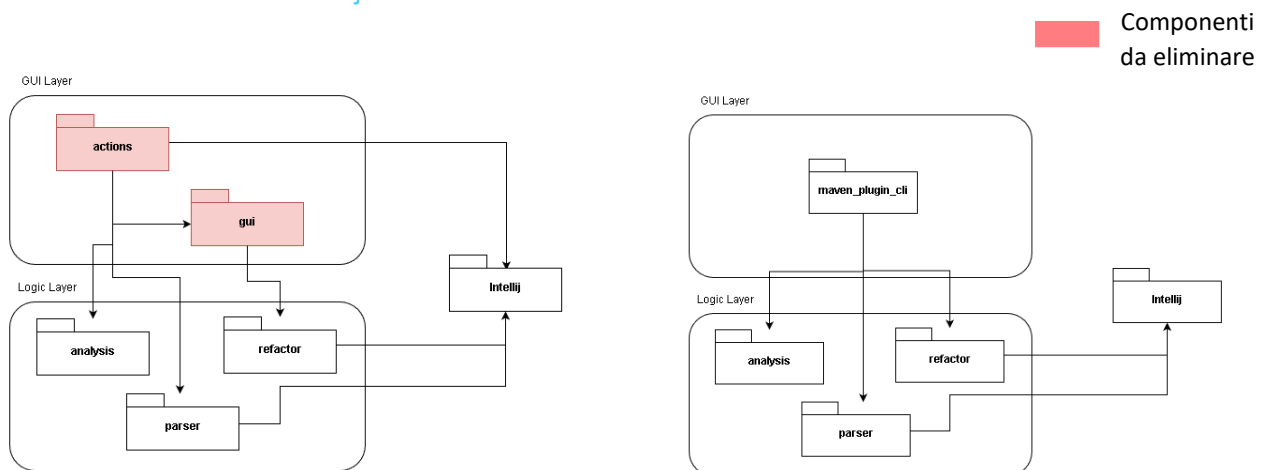 Componenti
da eliminare
GUI Layer
actions
gui
Intellij
Logic Layer
analysis
refactor
parser
GUI Layer
maven_plugin_cli
Intellij
Logic Layer
analysis
refactor
parser